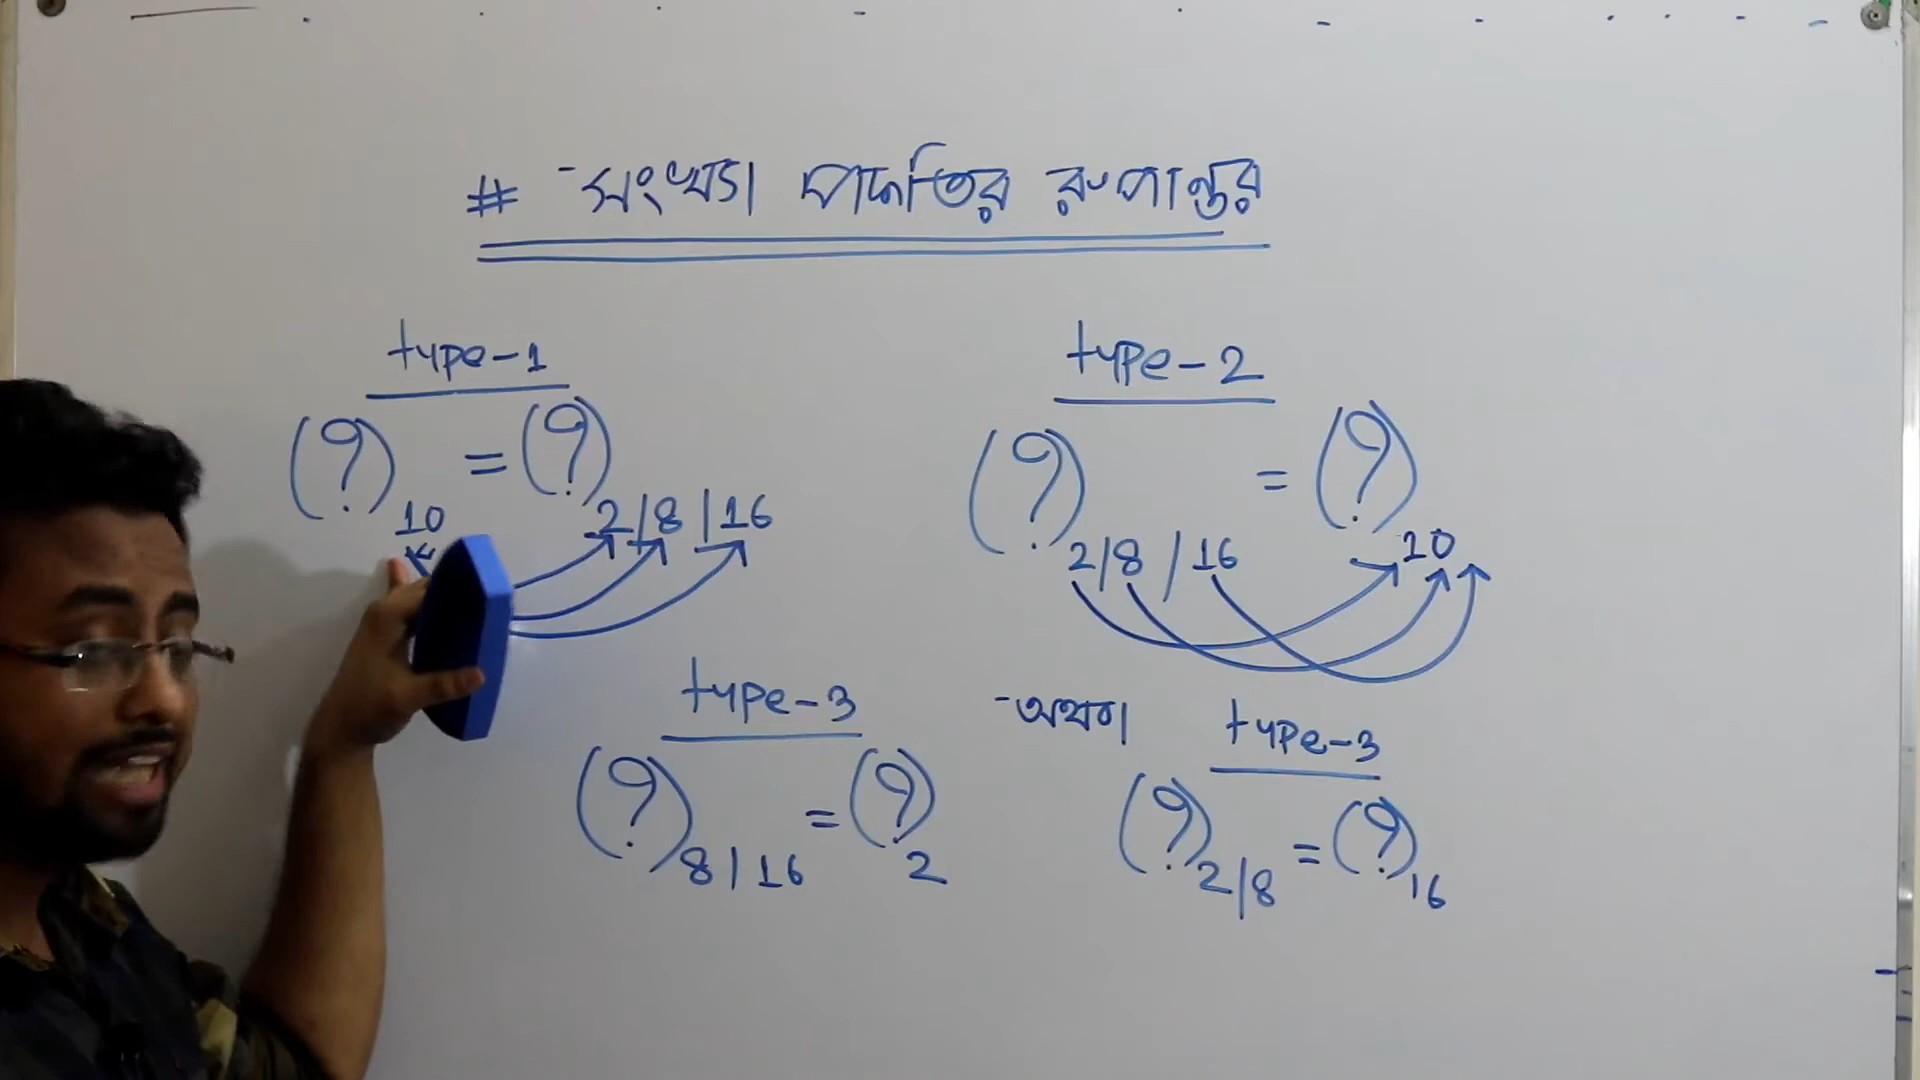 # সংখ্যা পদ্ধতির রুপান্তর
type-1
(?)10 = (?)2/8/16
type-2
(?)2/8/16 = (?)10
type-3
(?)8/16 = (?)2
অথবা
type-3
(?)2/8 = (?)16